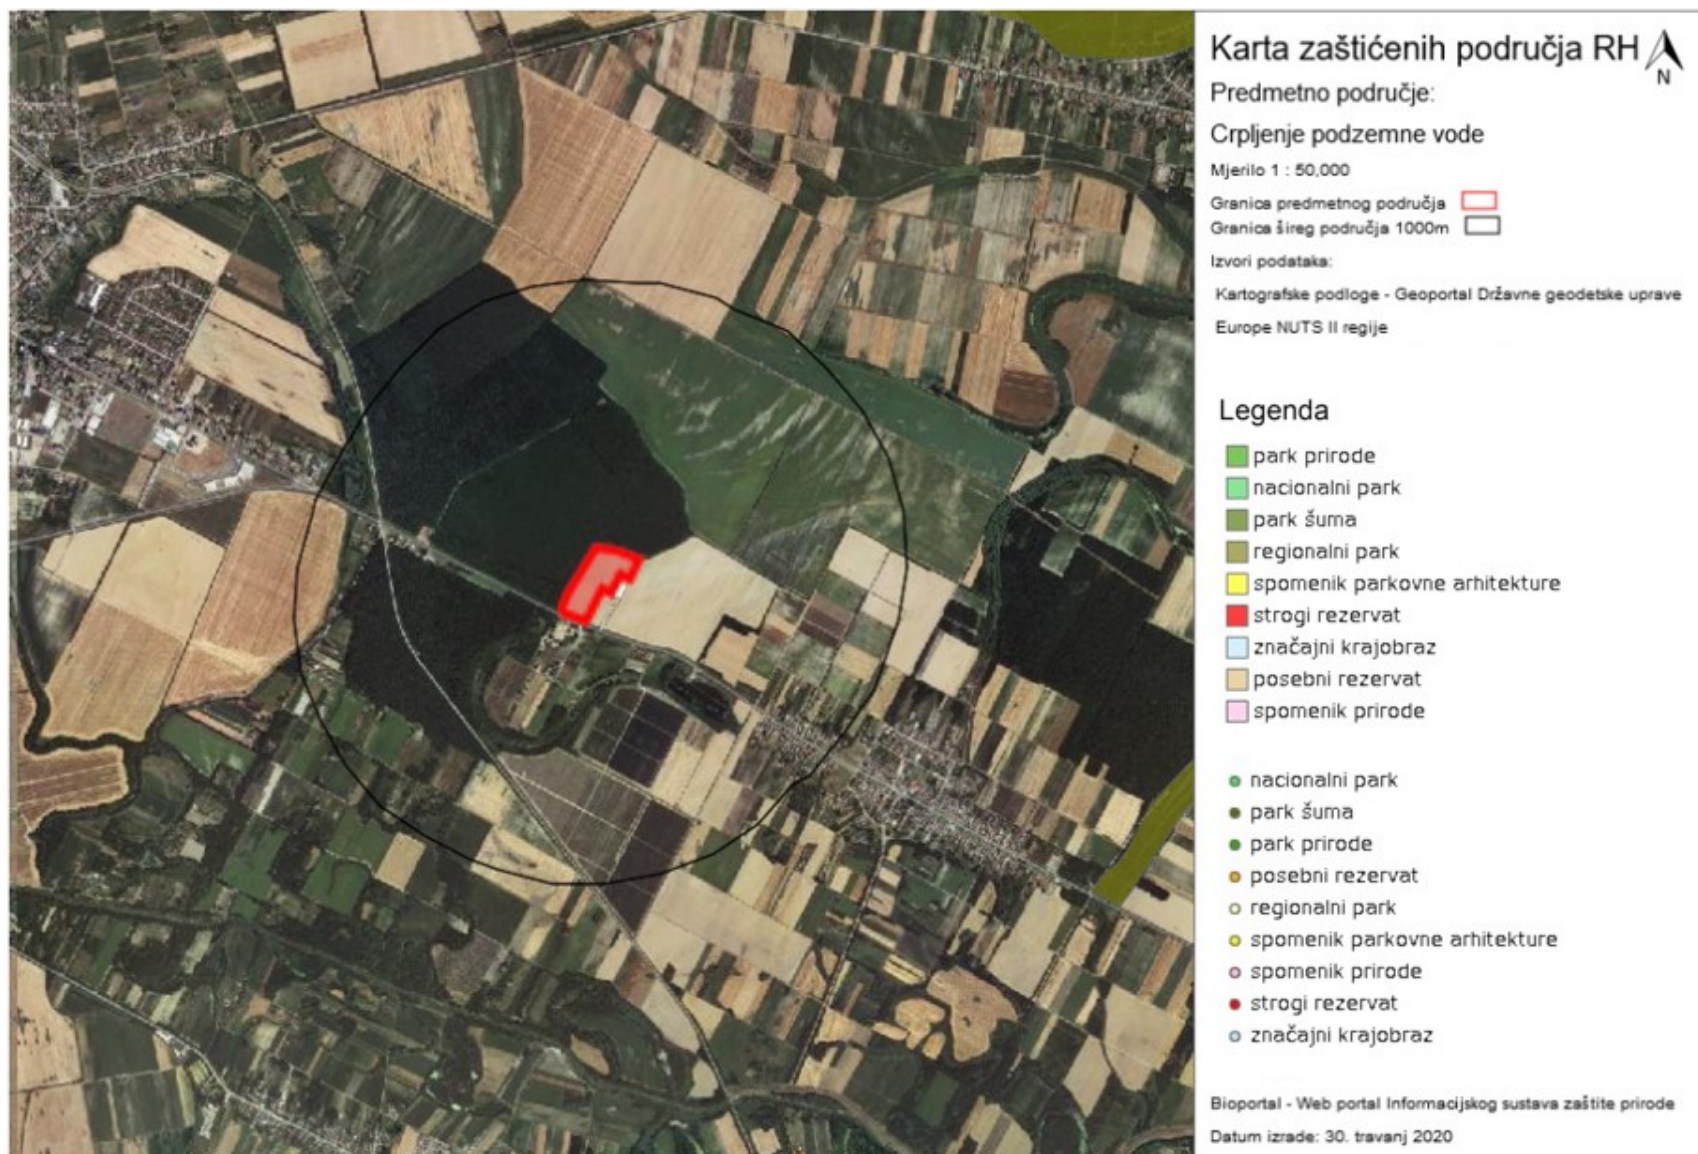 Karta zaštićenih područja RH
N
Predmetno područje:
Crpljenje podzemne vode
Mjerilo 1 : 50,000
Granica predmetnog područja
Granica šireg područja 1000m
Izvori podataka:
Kartografske podloge - Geoportal Državne geodetske uprave
Europe NUTS II regije
Legenda
park prirode
nacionalni park
park šuma
regionalni park
spomenik parkovne arhitekture
strogi rezervat
značajni krajobraz
posebni rezervat
spomenik prirode
nacionalni park
park šuma
park prirode
posebni rezervat
regionalni park
spomenik parkovne arhitekture
spomenik prirode
strogi rezervat
značajni krajobraz
Bioportal - Web portal Informacijskog sustava zaštite prirode
Datum izrade: 30. travanj 2020